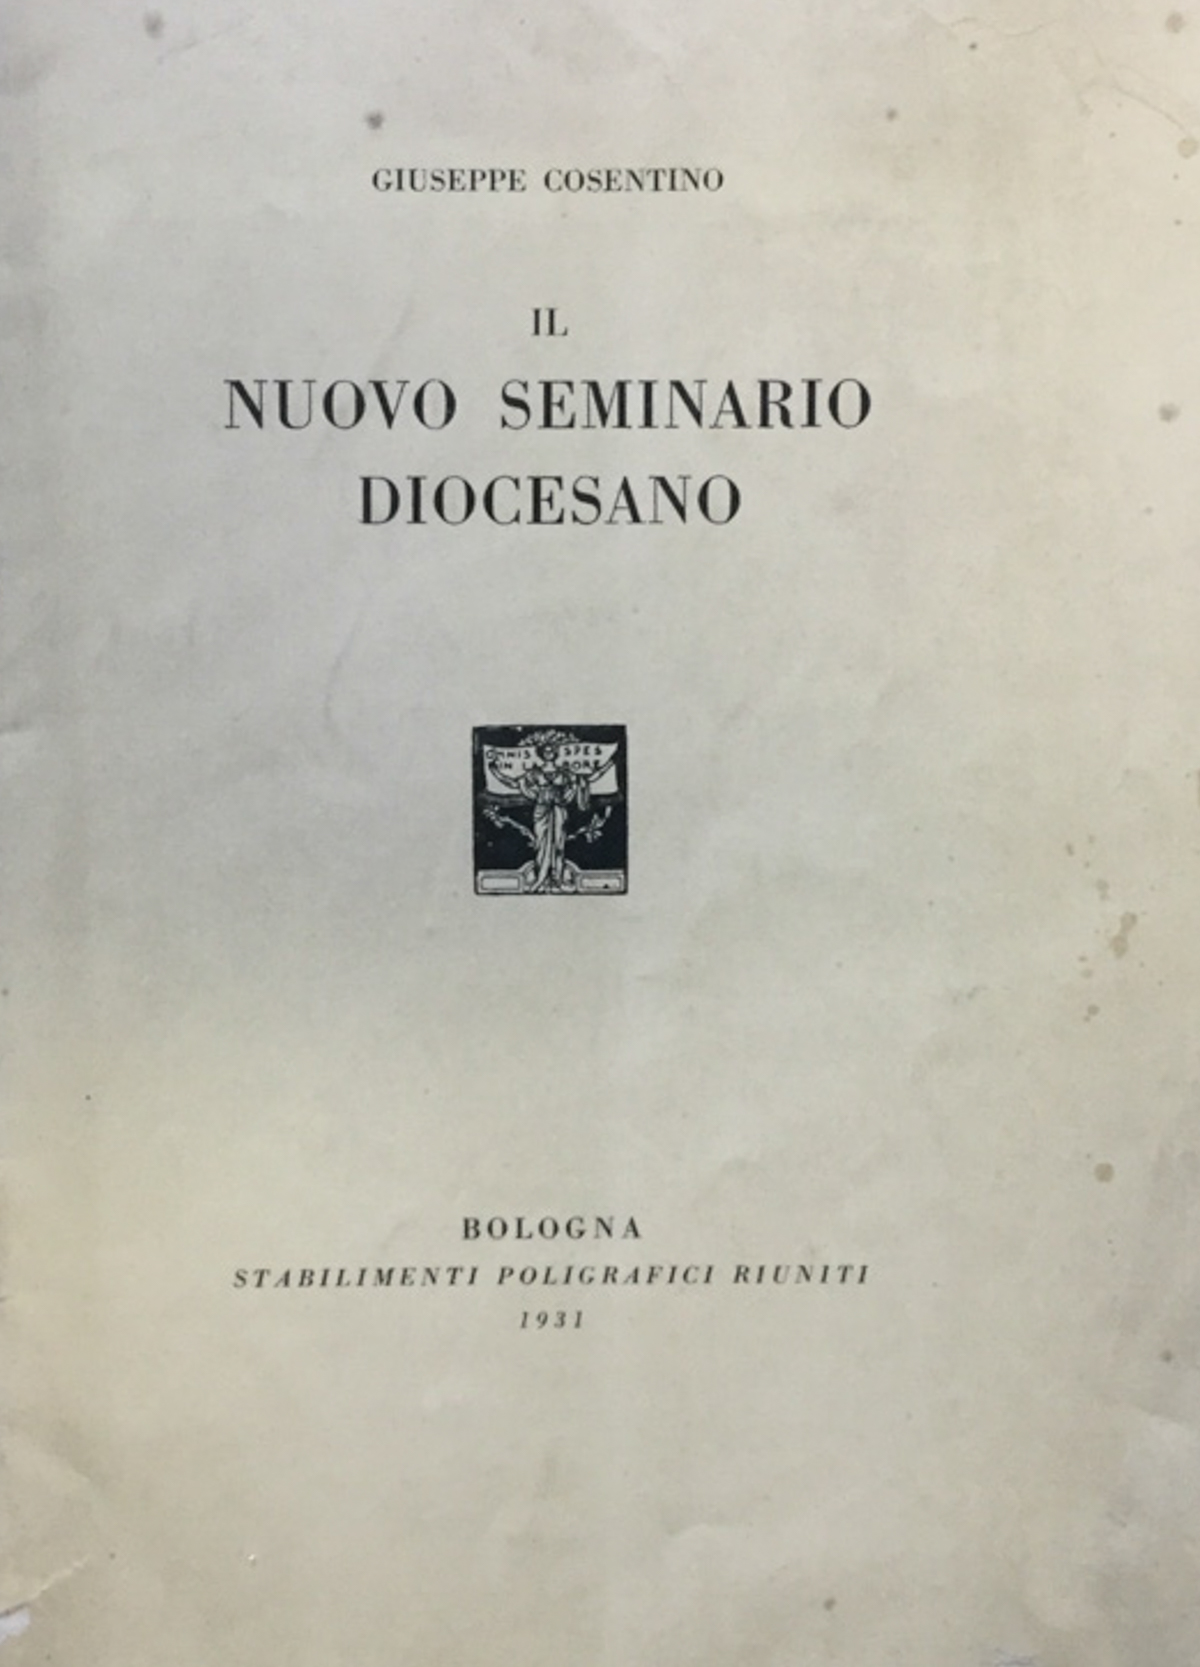 GIUSEPPE COSENTINO
IL
NUOVO SEMINARIO
DIOCESANO
OMNIS SPES
IN LABORE
BOLOGNA
STABILIMENTI POLIGRAFICI RIUNITI
1931